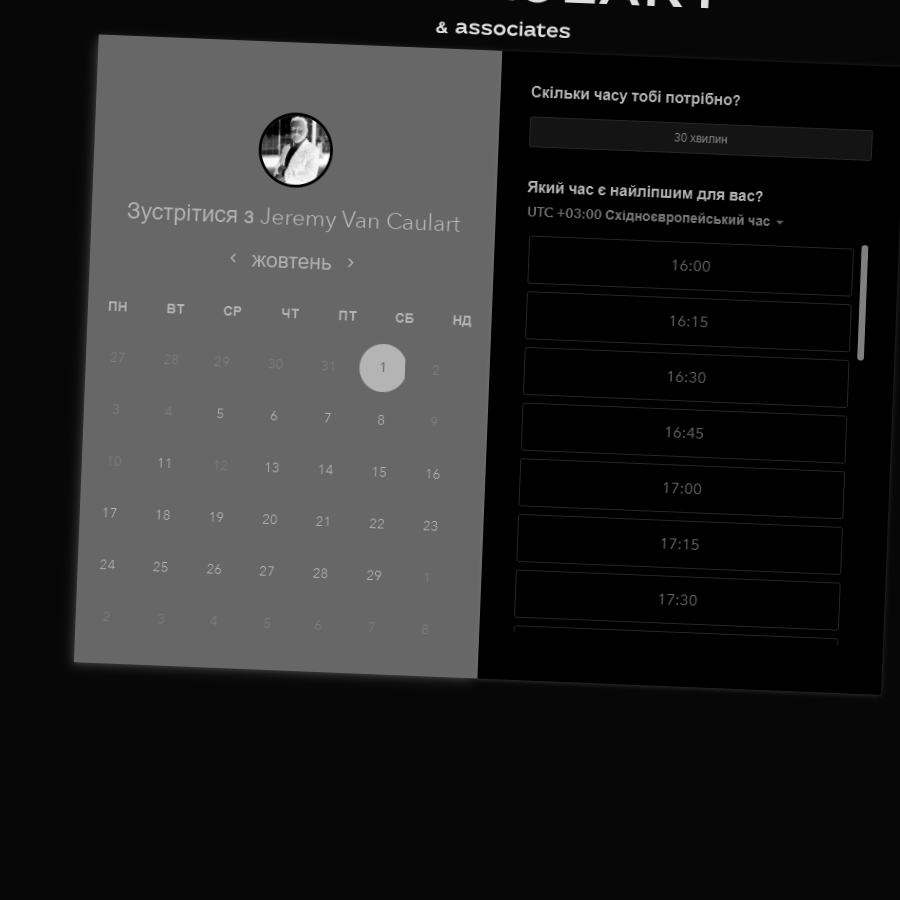 & associates
Зустрітися з Jeremy Van Caulart
жовтень
ПН ВТ СР ЧТ ПТ СБ НД
27 28 29 30 31 1 2
3 4 5 6 7 8 9
10 11 12 13 14 15 16
17 18 19 20 21 22 23
24 25 26 27 28 29 1
2 3 4 5 6 7 8
Скільки часу тобі потрібно?
30 хвилин
Який час є найліпшим для вас?
UTC +03:00 Східноєвропейський час
16:00
16:15
16:30
16:45
17:00
17:15
17:30